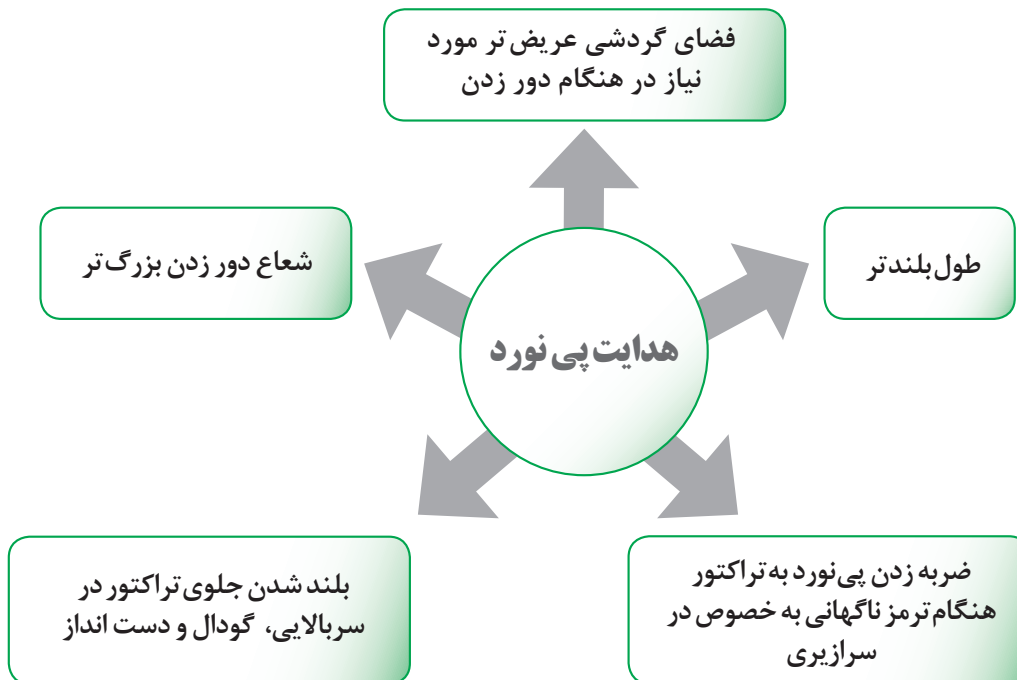 فضای گردشی عریض‌تر مورد
نیاز در هنگام دور زدن
طول بلندتر
شعاع دور زدن بزرگ‌تر
هدایت پی نورد
ضربه زدن پی‌نورد به تراکتور
هنگام ترمز ناگهانی به خصوص در
سرازیری
بلند شدن جلوی تراکتور در
سربالایی، گودال و دست انداز